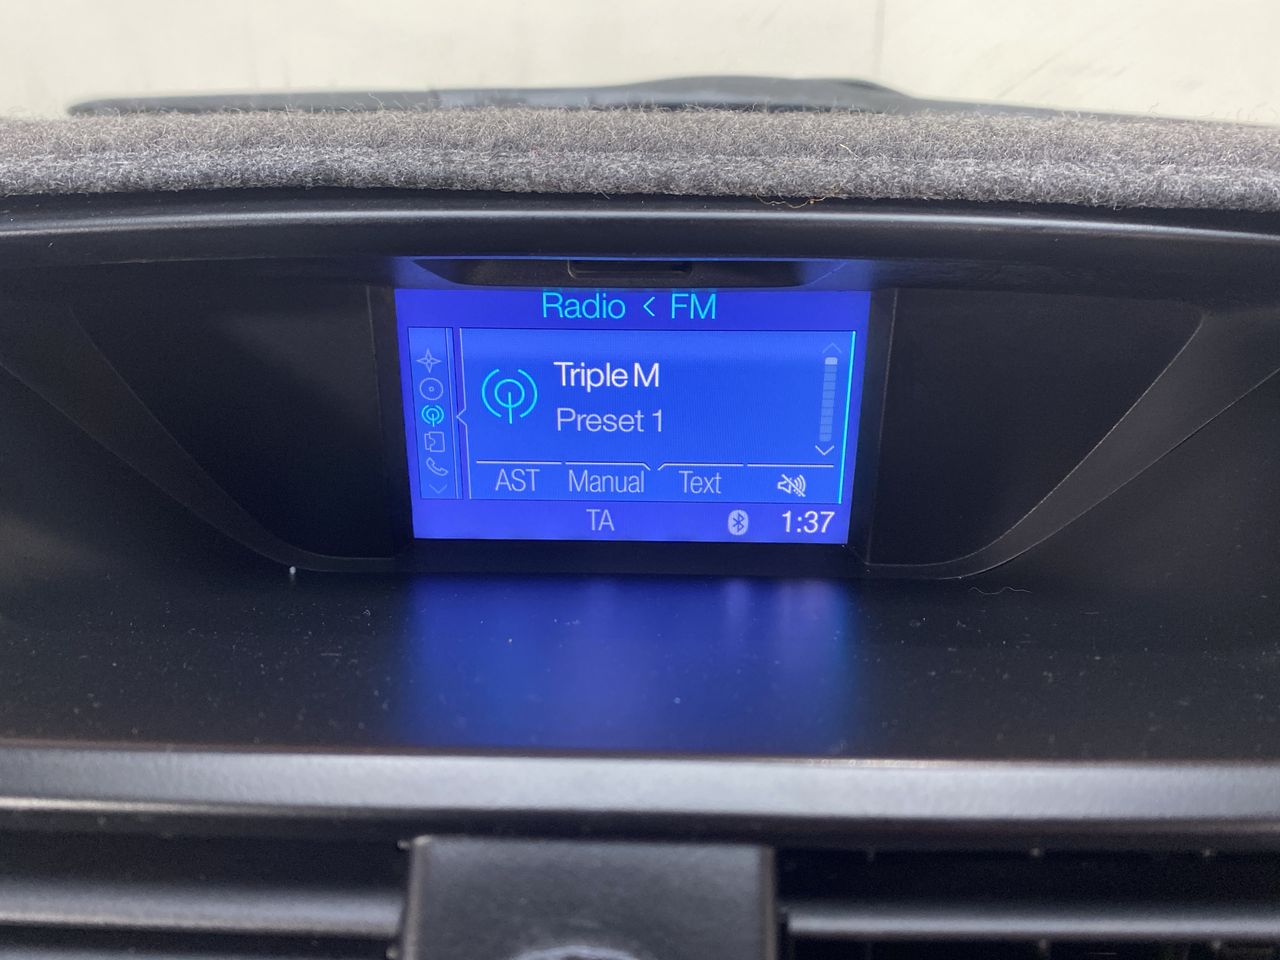 Radio < FM
Triple M
Preset 1
AST Manual Text
TA 1:37